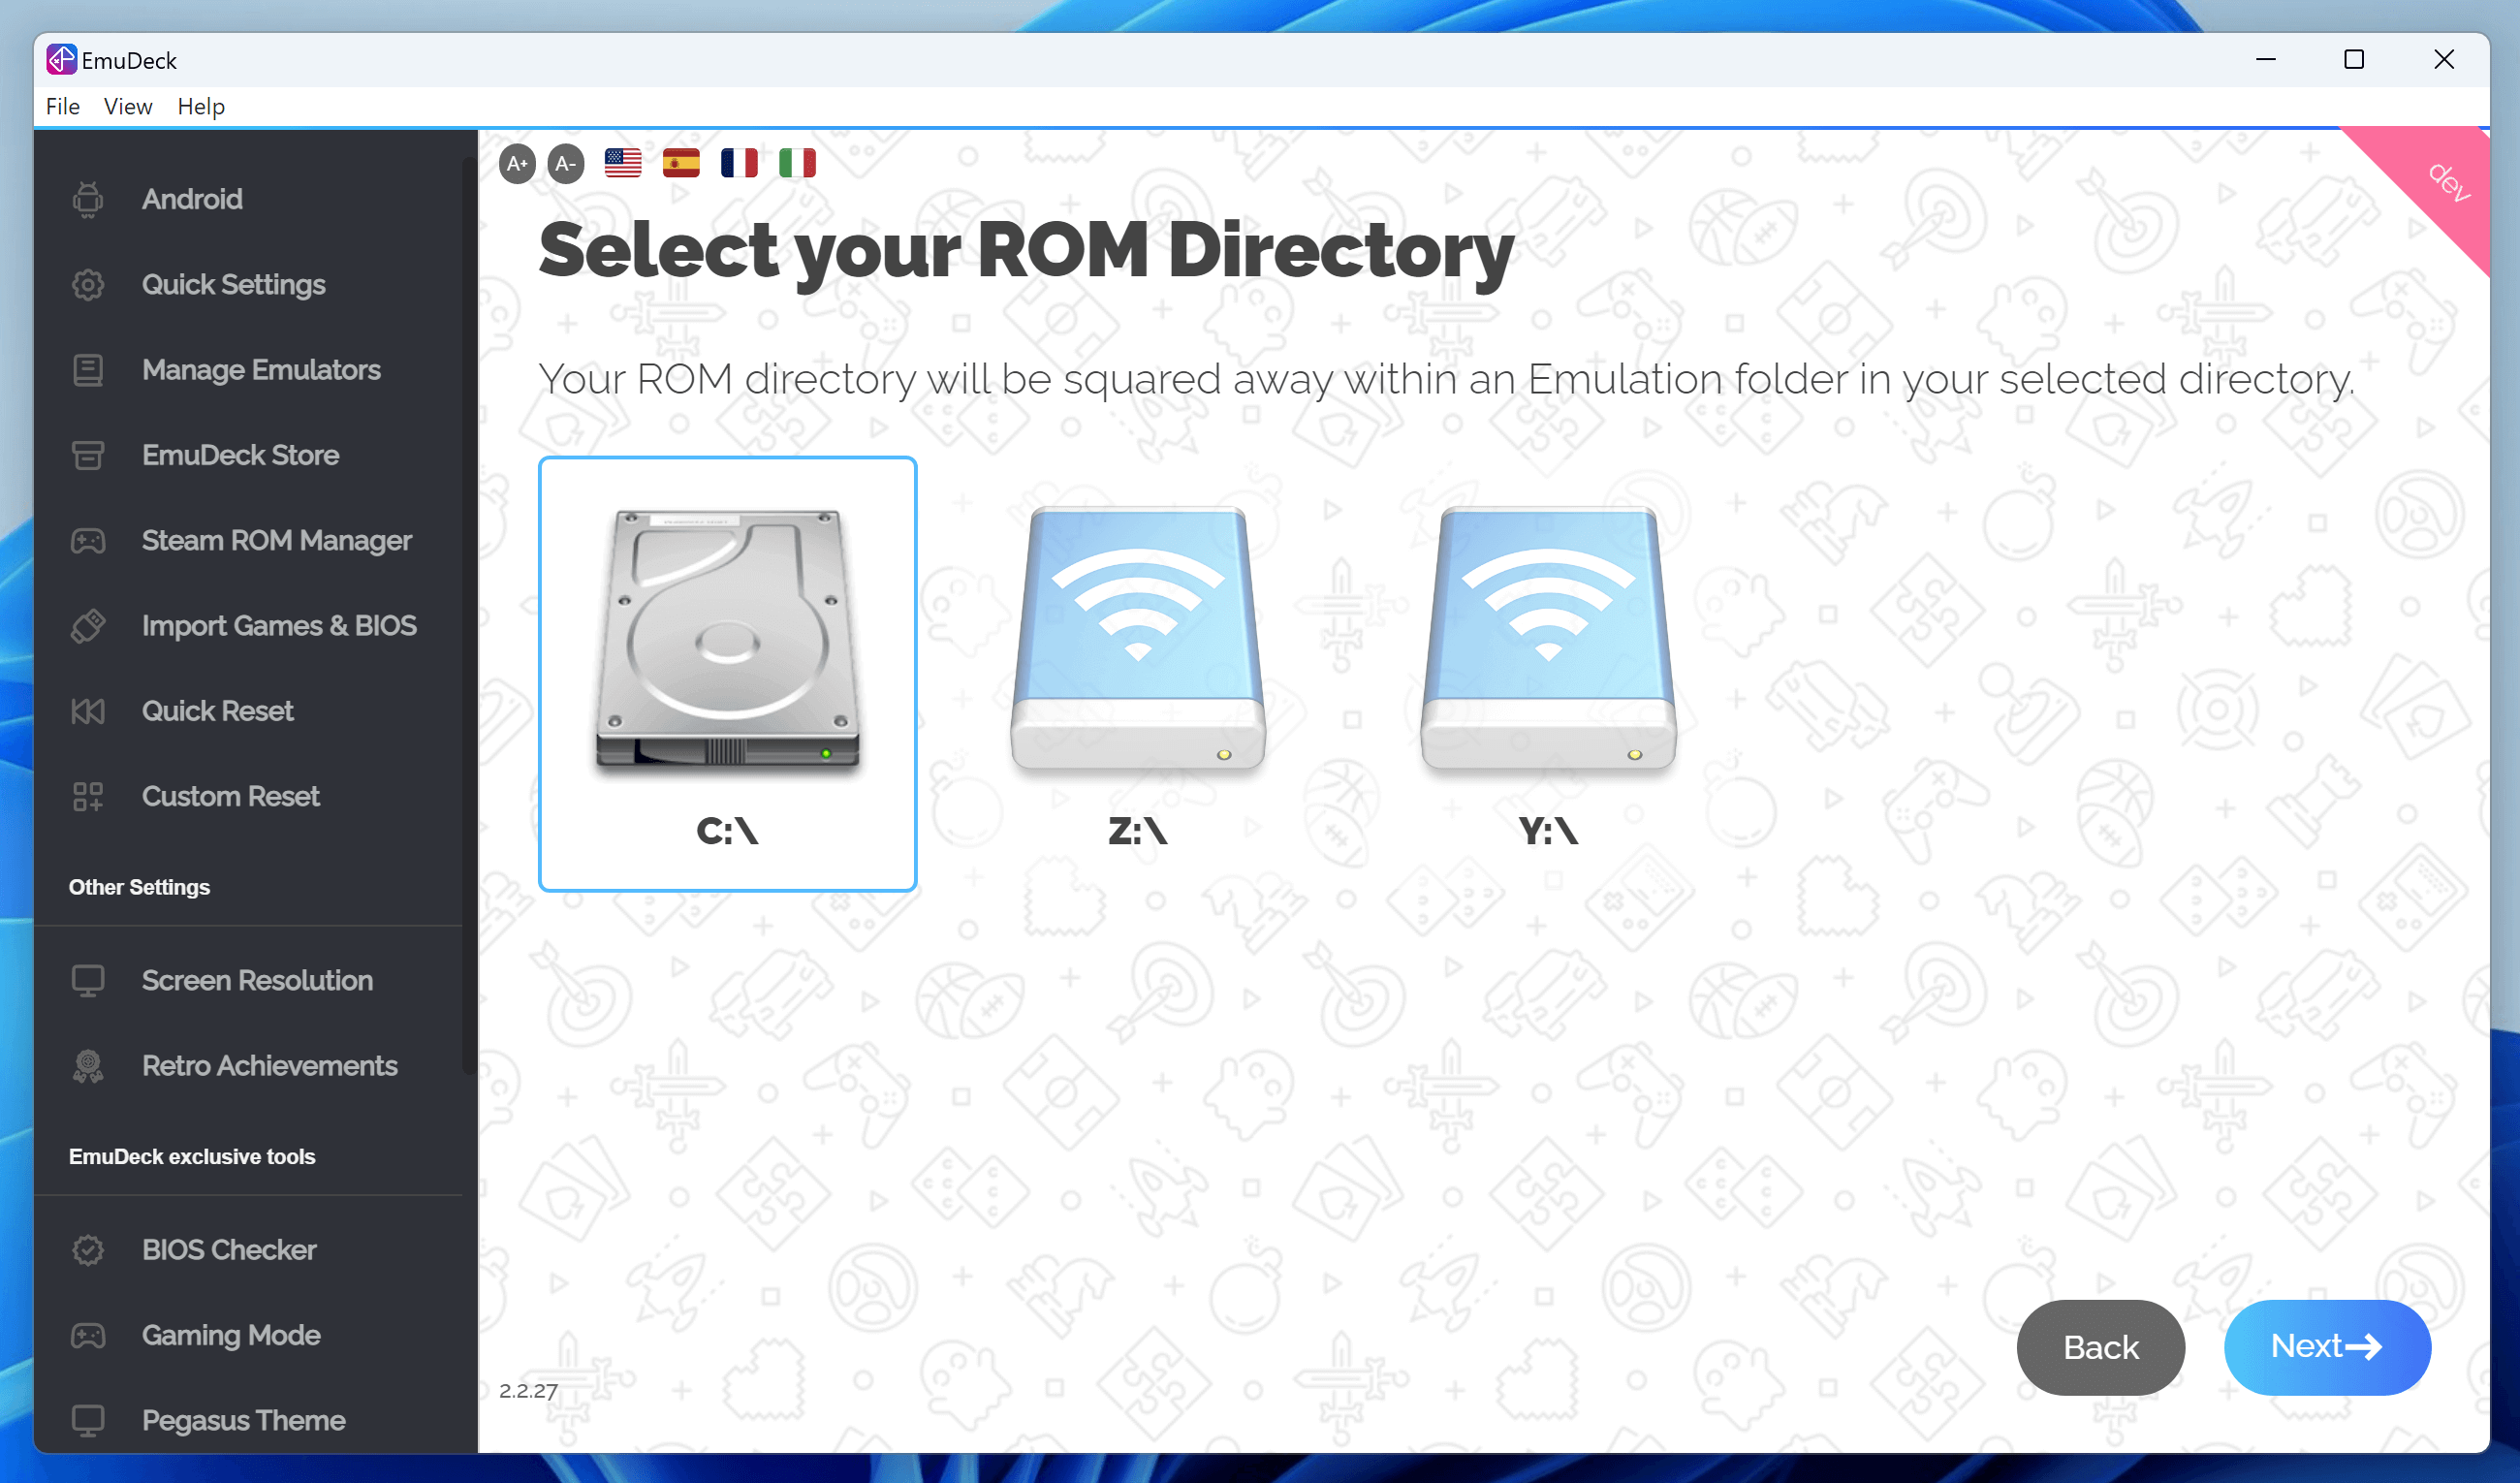 EmuDeck
File View Help
A+ A-
dev
Android
Quick Settings
Manage Emulators
EmuDeck Store
Steam ROM Manager
Import Games & BIOS
Quick Reset
Custom Reset
Other Settings
Screen Resolution
Retro Achievements
EmuDeck exclusive tools
BIOS Checker
Gaming Mode
Pegasus Theme
Select your ROM Directory
Your ROM directory will be squared away within an Emulation folder in your selected directory.
C:\
Z:\
Y:\
Back
Next
2.2.27